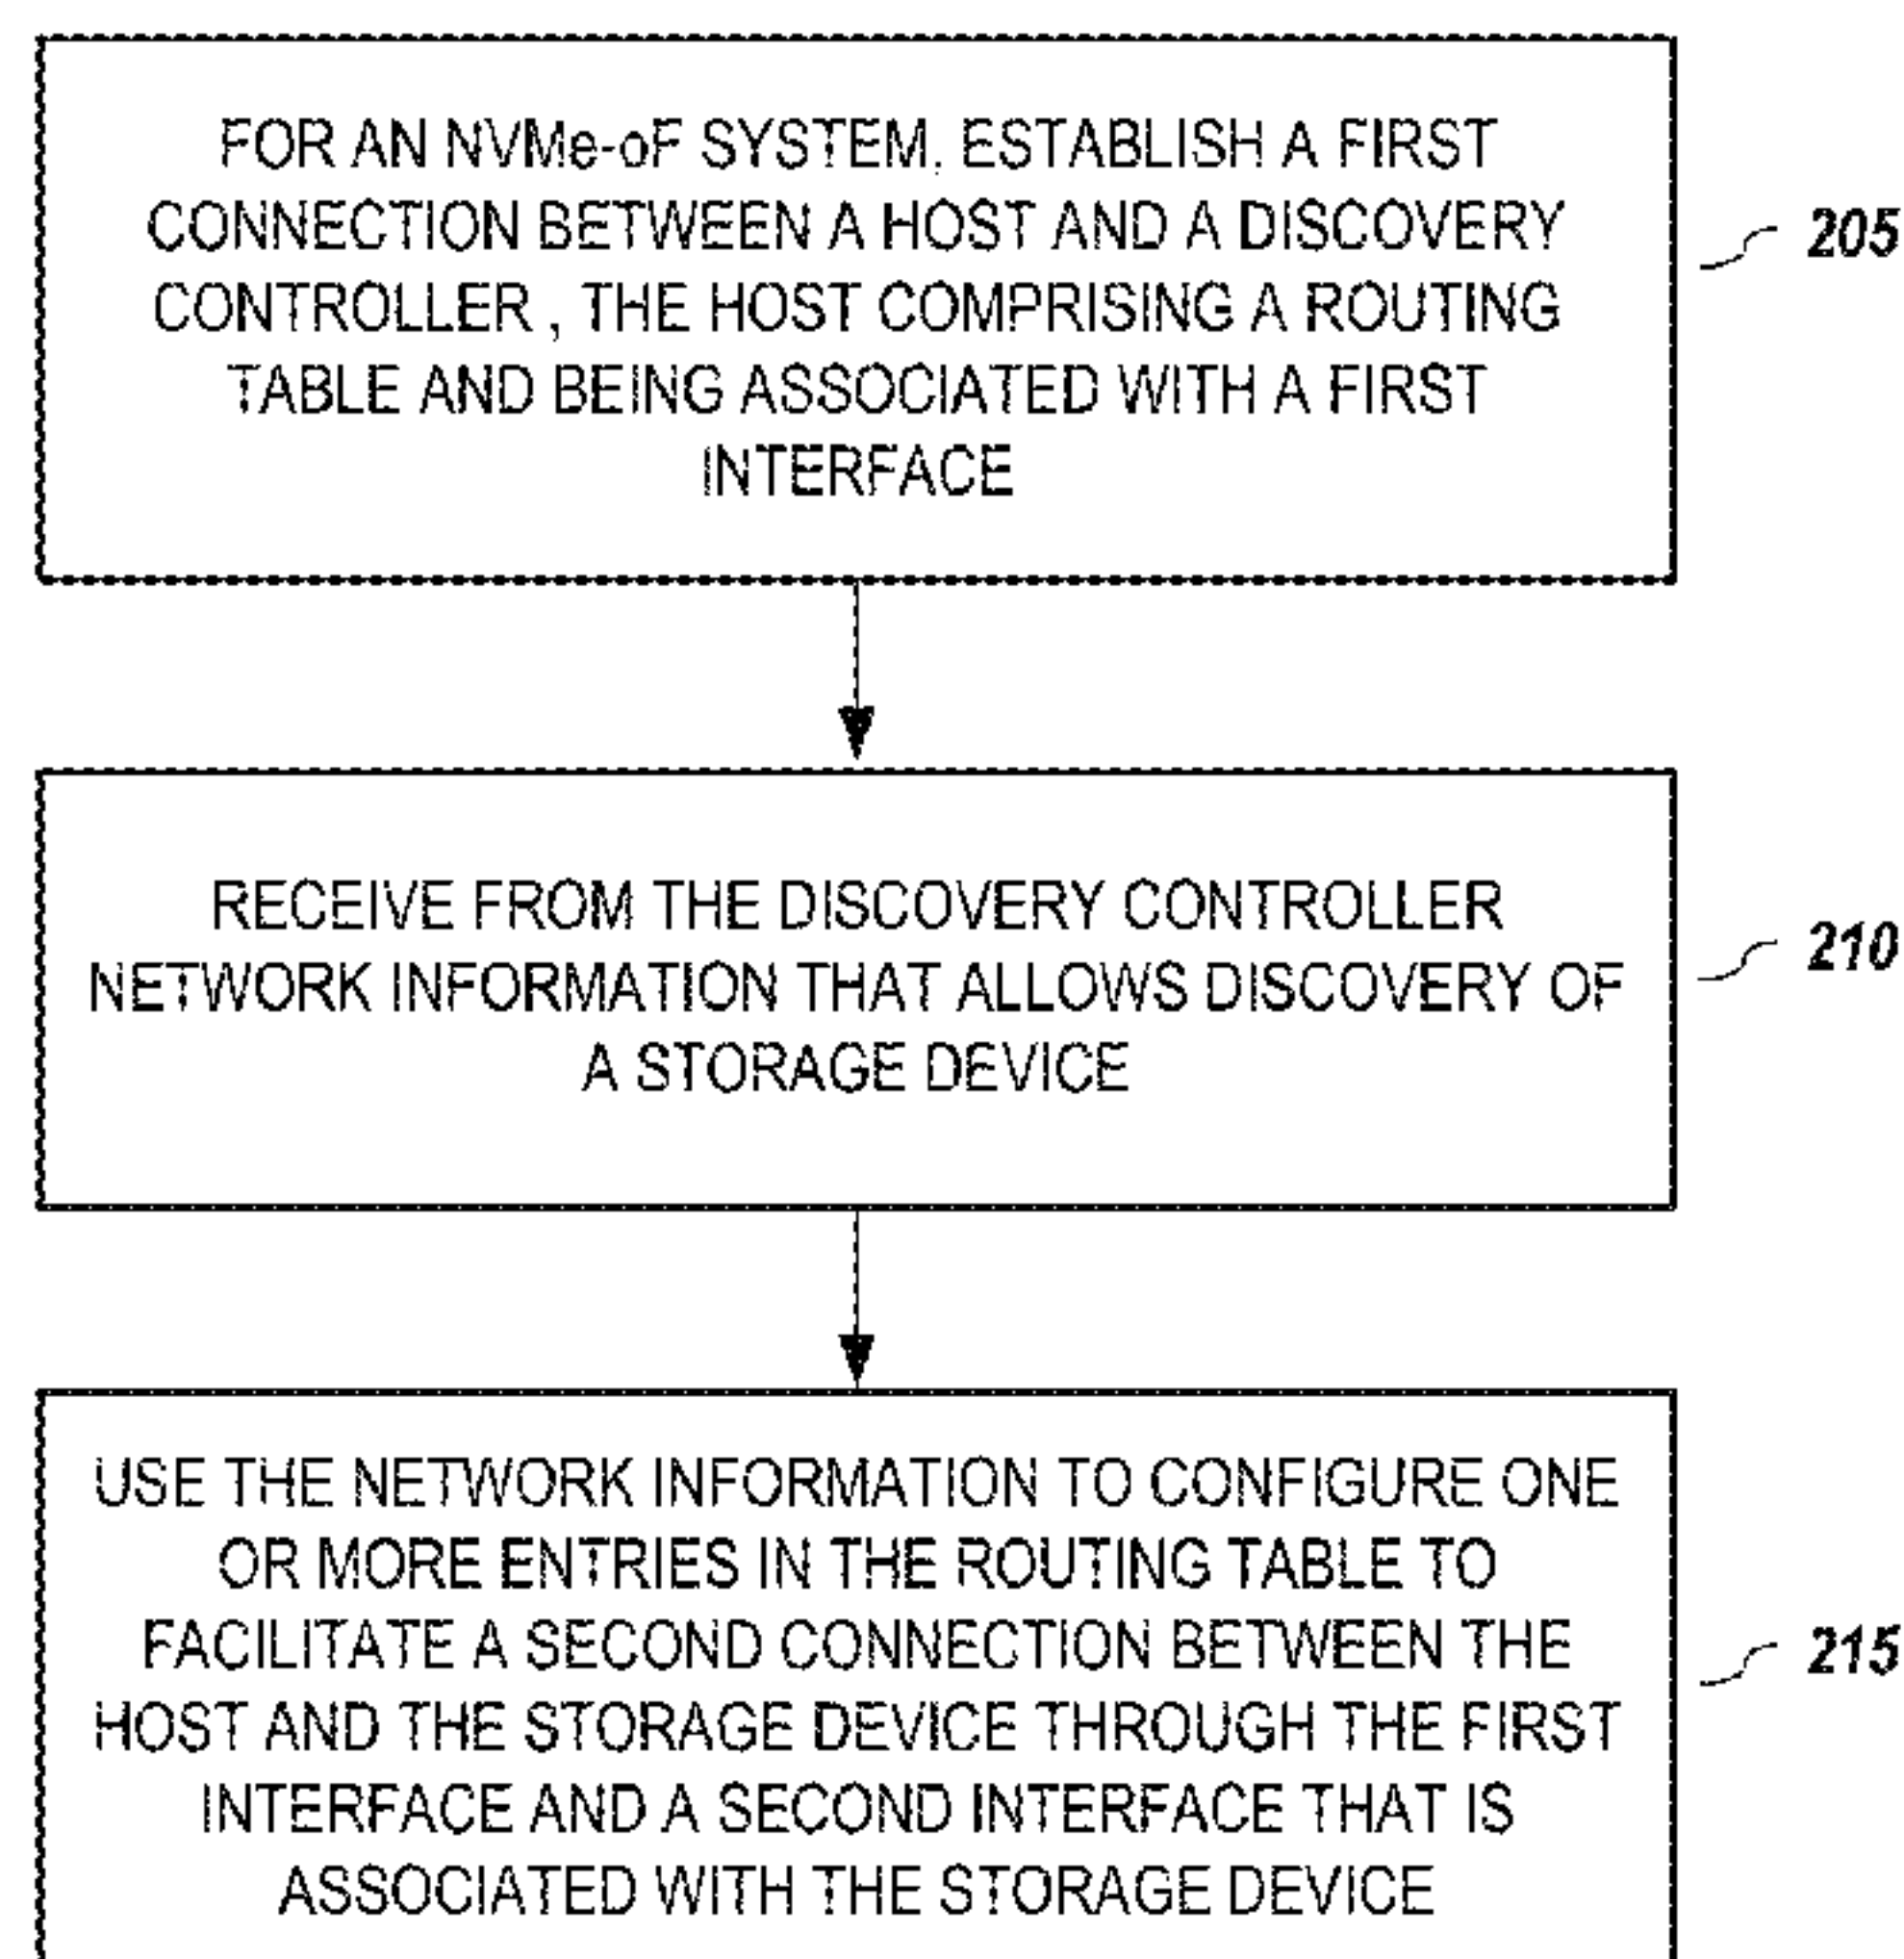 FOR AN NVMe-oF SYSTEM, ESTABLISH A FIRST
CONNECTION BETWEEN A HOST AND A DISCOVERY
CONTROLLER, THE HOST COMPRISING A ROUTING
TABLE AND BEING ASSOCIATED WITH A FIRST
INTERFACE
205
RECEIVE FROM THE DISCOVERY CONTROLLER
NETWORK INFORMATION THAT ALLOWS DISCOVERY OF
A STORAGE DEVICE
210
USE THE NETWORK INFORMATION TO CONFIGURE ONE
OR MORE ENTRIES IN THE ROUTING TABLE TO
FACILITATE A SECOND CONNECTION BETWEEN THE
HOST AND THE STORAGE DEVICE THROUGH THE FIRST
INTERFACE AND A SECOND INTERFACE THAT IS
ASSOCIATED WITH THE STORAGE DEVICE
215